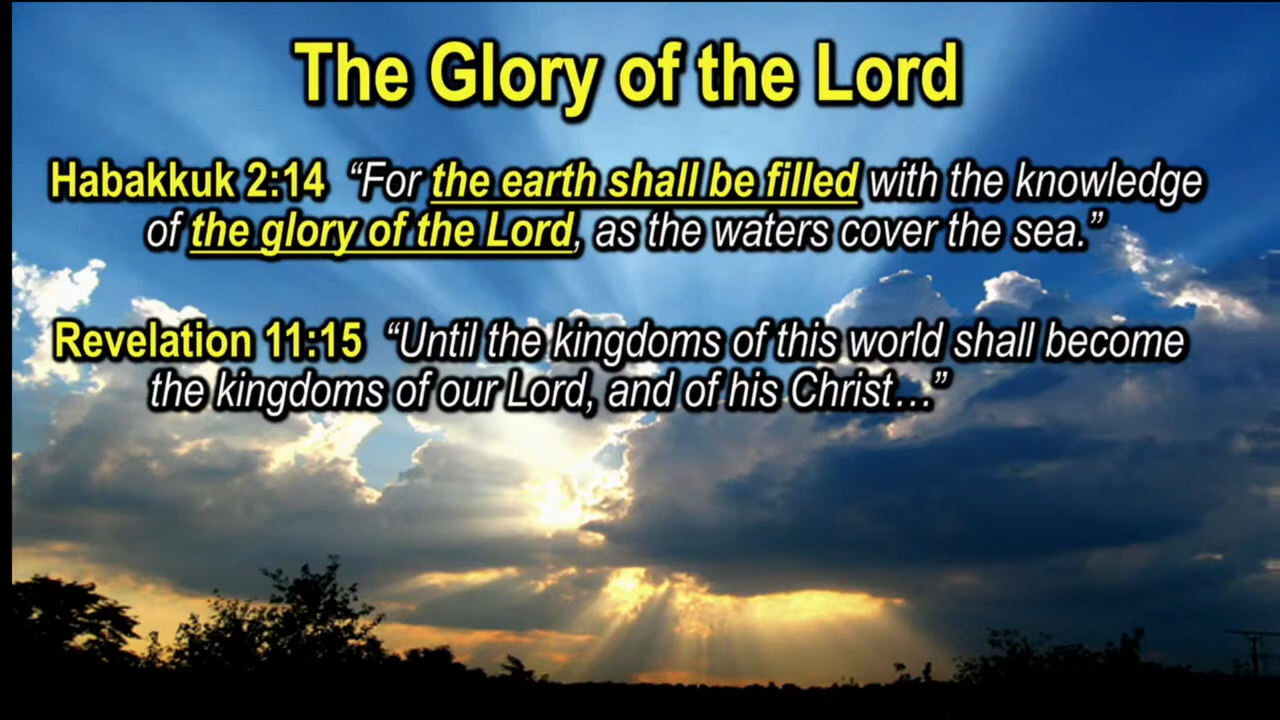 The Glory of the Lord
Habakkuk 2:14 “For the earth shall be filled with the knowledge
of the glory of the Lord, as the waters cover the sea.”
Revelation 11:15 “Until the kingdoms of this world shall become
the kingdoms of our Lord, and of his Christ…”